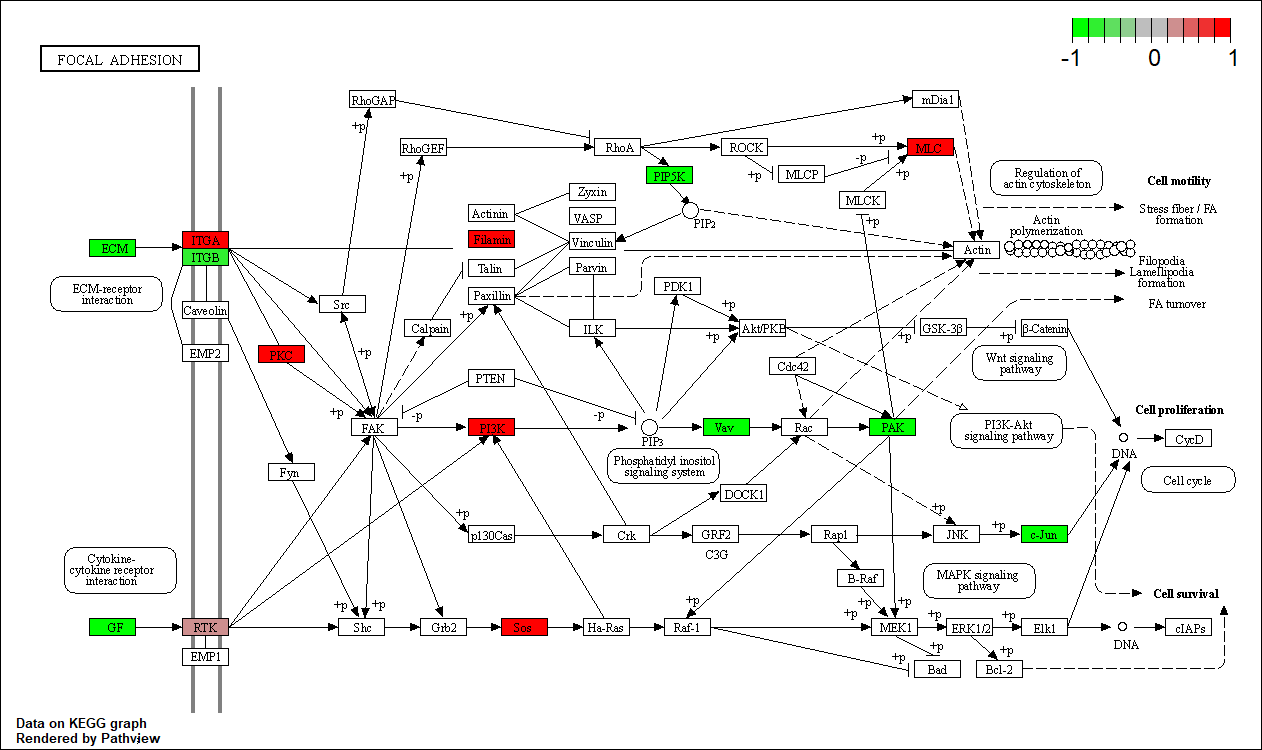 -1 0 1
FOCAL ADHESION
RhoGAP
mDia1
+p
RhoGEF
RhoA
ROCK
+p
MLC
-p
+p
MLCP
+p
+p
PIP5K
MLCK
+p
Regulation of
actin cytoskeleton
Cell motility
Zyxin
Actinin
VASP
PIP2
Stress fiber / FA
formation
Actin
polymerization
ITGA
Filamin
Vinculin
ECM
ITGB
Actin
Talin
Parvin
Filopodia
Lamellipodia
formation
ECM-receptor
interaction
PDK1
Paxillin
Src
Caveolin
+p
+p
FA turnover
Calpain
ILK
+p
Akt/PKB
GSK-3β
+p
+p
β-Catenin
EMP2
PKC
+p
Wnt signaling
pathway
Cdc42
PTEN
+p
-p
-p
Cell proliferation
FAK
PI3K
PIP3
Vav
Rac
PAK
PI3K-Akt
signaling pathway
CycD
DNA
Phosphatidyl inositol
signaling system
Fyn
Cell cycle
DOCK1
+p
+p
+p
p130Cas
Crk
GRF2
Rap1
JNK
c-Jun
C3G
Cytokine-
cytokine receptor
interaction
B-Raf
MAPK signaling
pathway
Cell survival
+p
+p
+p
+p
+p
+p
+p
GF
RTK
Shc
Grb2
Sos
Ha-Ras
Raf-1
MEK1
ERK1/2
Elk1
cIAPs
DNA
+p
+p
+p
EMP1
Bad
Bcl-2
Data on KEGG graph
Rendered by Pathview